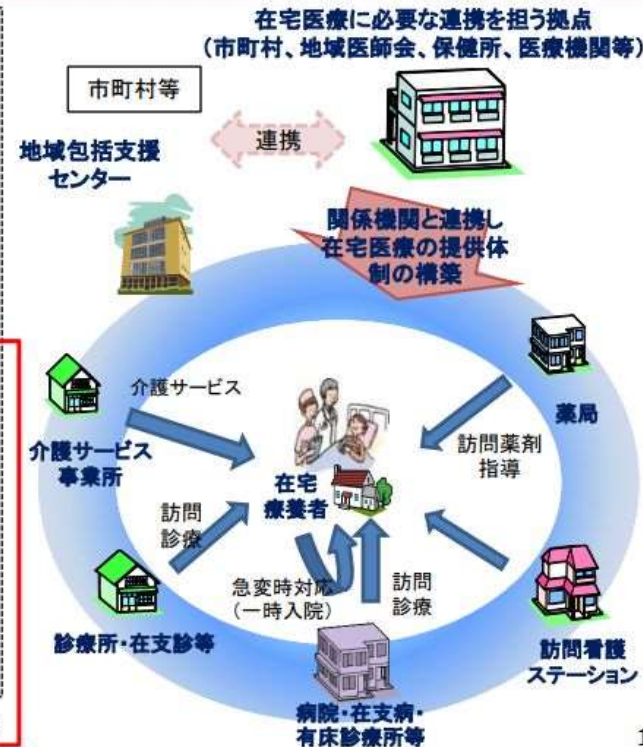 在宅医療に必要な連携を担う拠点
（市町村、地域医師会、保健所、医療機関等）
市町村等
連携
地域包括支援
センター
関係機関と連携し
在宅医療の提供体
制の構築
介護サービス
介護サービス
事業所
薬局
訪問薬剤
指導
在宅
療養者
訪問
診療
急変時対応
（一時入院）
訪問
診療
診療所・在支診等
訪問看護
ステーション
病院・在支病・
有床診療所等